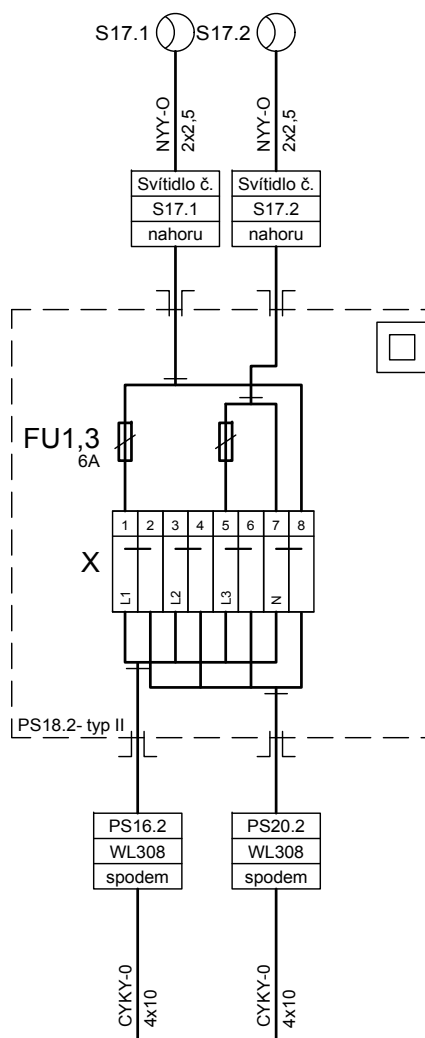 S17.1
S17.2
NYY-O
2x2,5
NYY-O
2x2,5
Svítidlo č.
S17.1
nahoru
Svítidlo č.
S17.2
nahoru
FU1,3
6A
1 2 3 4 5 6 7 8
X
L1 L2 L3 N
PS18.2- typ II
PS16.2
WL308
spodem
PS20.2
WL308
spodem
CYKY-0
4x10
CYKY-0
4x10